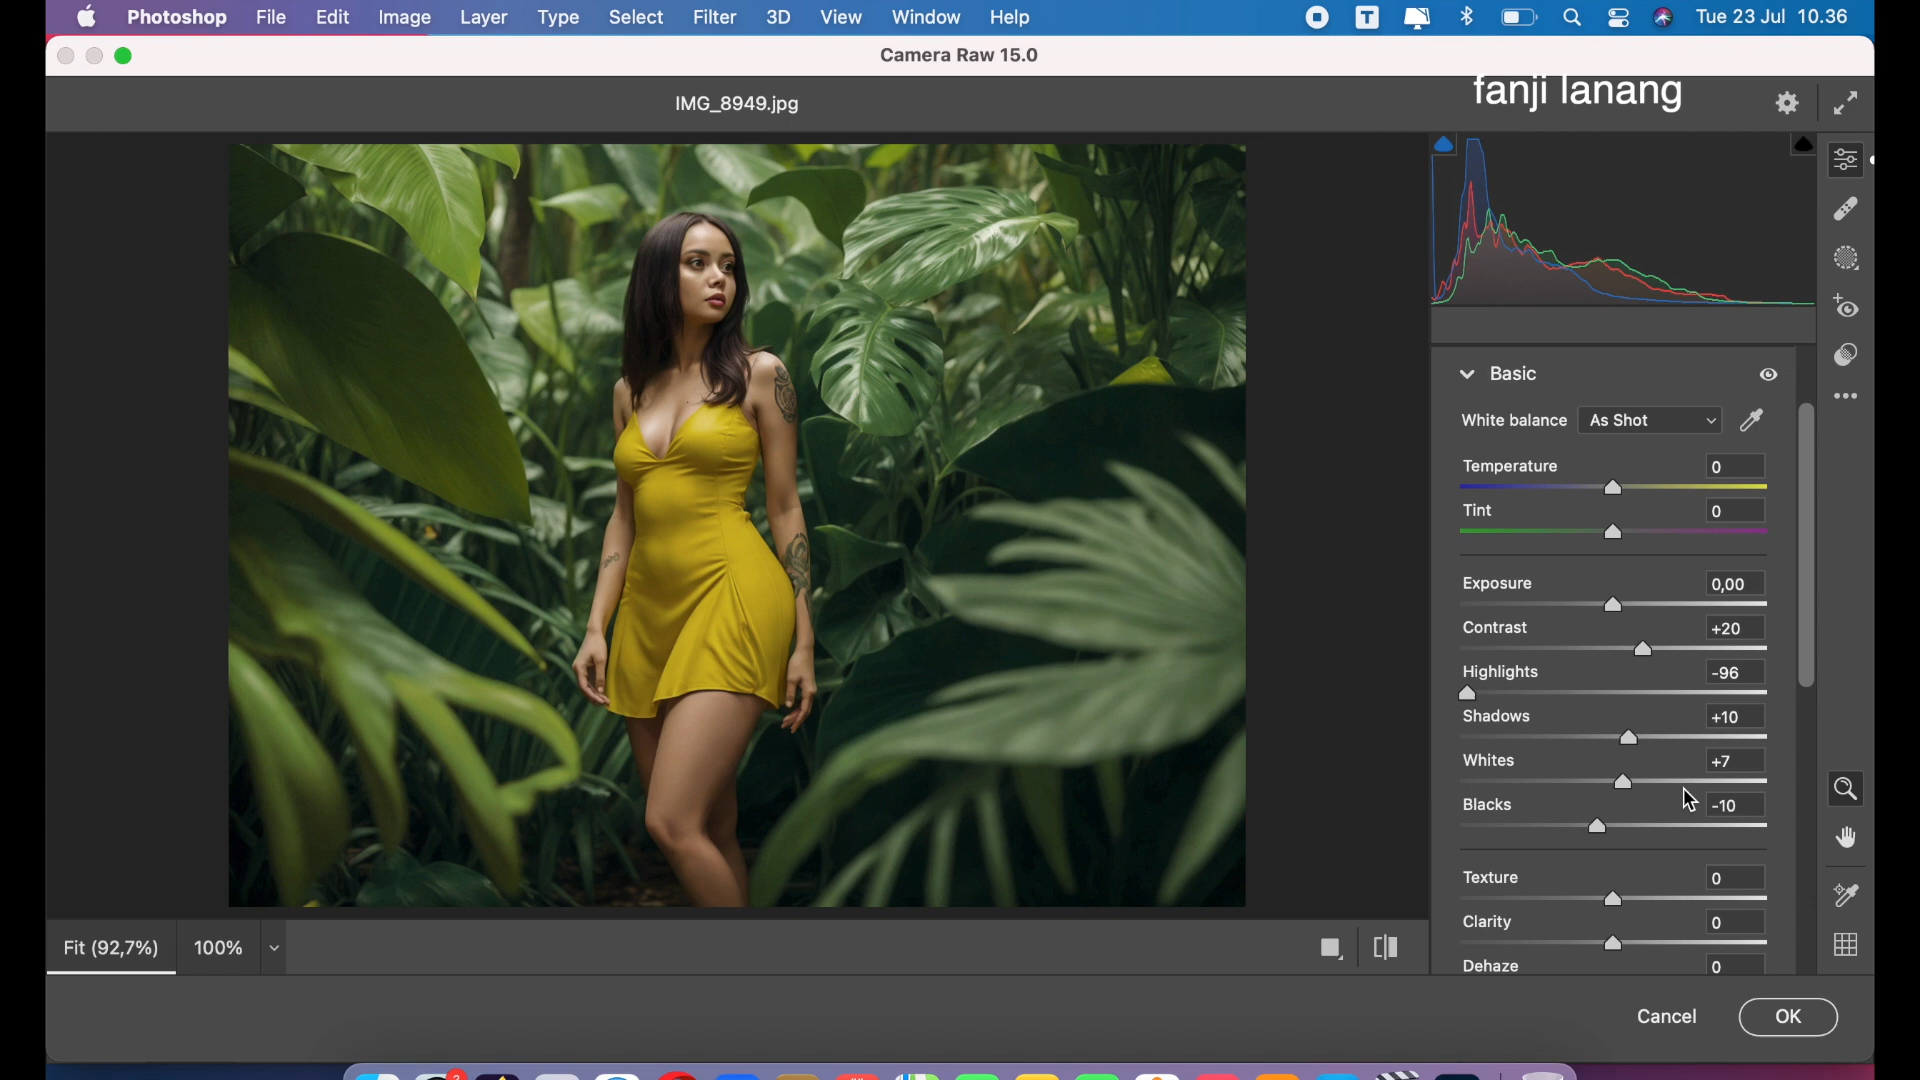 Photoshop File Edit Image Layer Type Select Filter 3D View Window Help Tue 23 Jul 10.36
Camera Raw 15.0
fanji lanang
IMG_8949.jpg
Basic
White balance As Shot
Temperature 0
Tint 0
Exposure 0,00
Contrast +20
Highlights -96
Shadows +10
Whites +7
Blacks -10
Texture 0
Clarity 0
Dehaze 0
Fit (92,7%) 100%
Cancel OK
2